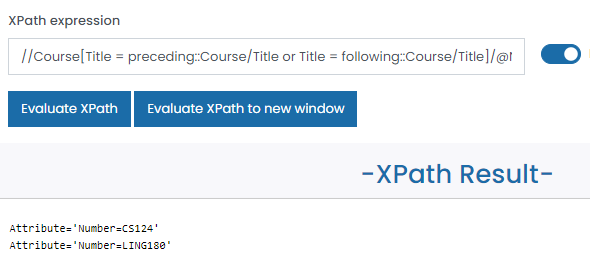 XPath expression
//Course[Title = preceding::Course/Title or Title = following::Course/Title]/@
Evaluate XPath
Evaluate XPath to new window
-XPath Result-
Attribute='Number=CS124'
Attribute='Number=LING180'